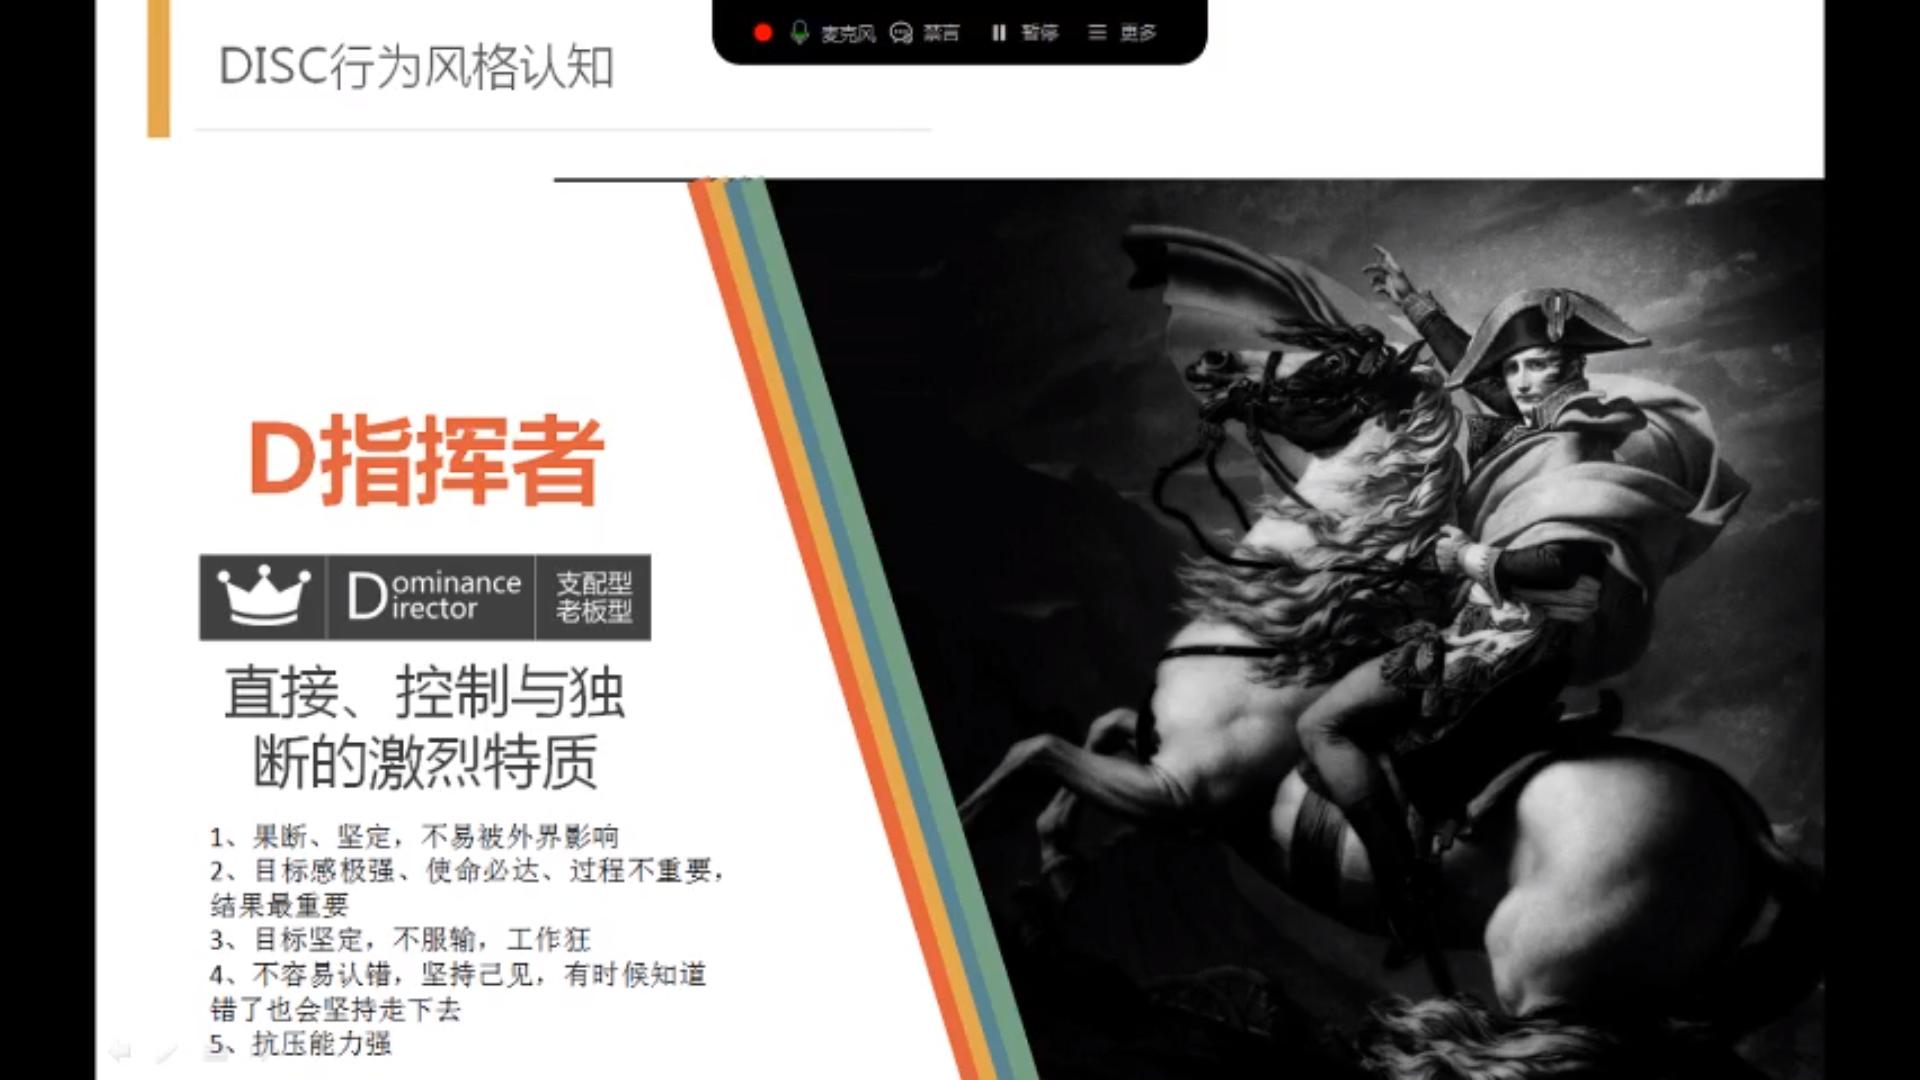 麦克风 禁言 暂停 更多
DISC行为风格认知
D指挥者
Dominance
Director
支配型
老板型
直接、控制与独
断的激烈特质
1、果断、坚定，不易被外界影响
2、目标感极强、使命必达、过程不重要，
结果最重要
3、目标坚定，不服输，工作狂
4、不容易认错，坚持己见，有时候知道
错了也会坚持走下去
5、抗压能力强